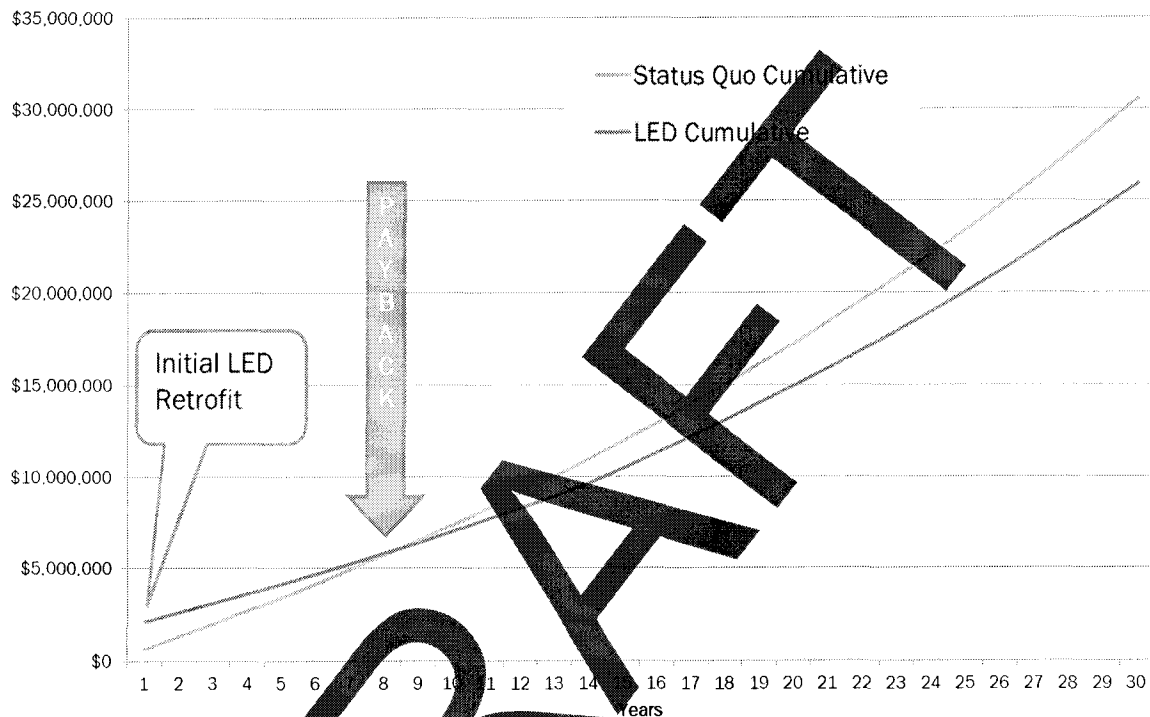 $35,000,000
$30,000,000
$25,000,000
$20,000,000
$15,000,000
$10,000,000
$5,000,000
$0
Status Quo Cumulative
LED Cumulative
PAYBACK
Initial LED
Retrofit
1 2 3 4 5 6 7 8 9 10 11 12 13 14 15 16 17 18 19 20 21 22 23 24 25 26 27 28 29 30
Years
DRAFT